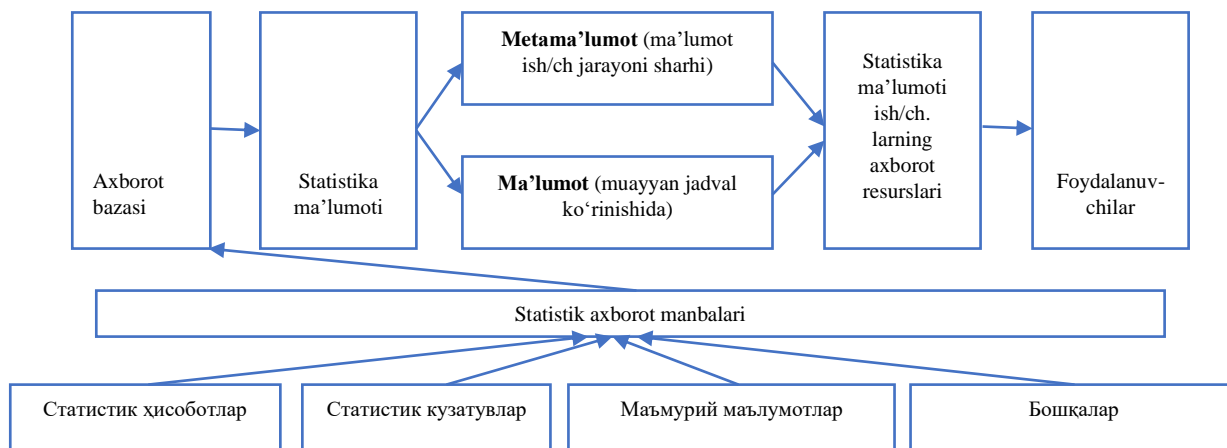 Axborot
bazasi
Statistika
ma’lumoti
Metama’lumot (ma’lumot
ish/ch jarayoni sharhi)
Ma’lumot (muayyan jadval
ko‘rinishida)
Statistika
ma’lumoti
ish/ch.
larning
axborot
resurslari
Foydalanuv-
chilar
Statistik axborot manbalari
Статистик ҳисоботлар
Статистик кузатувлар
Маъмурий маълумотлар
Бошқалар